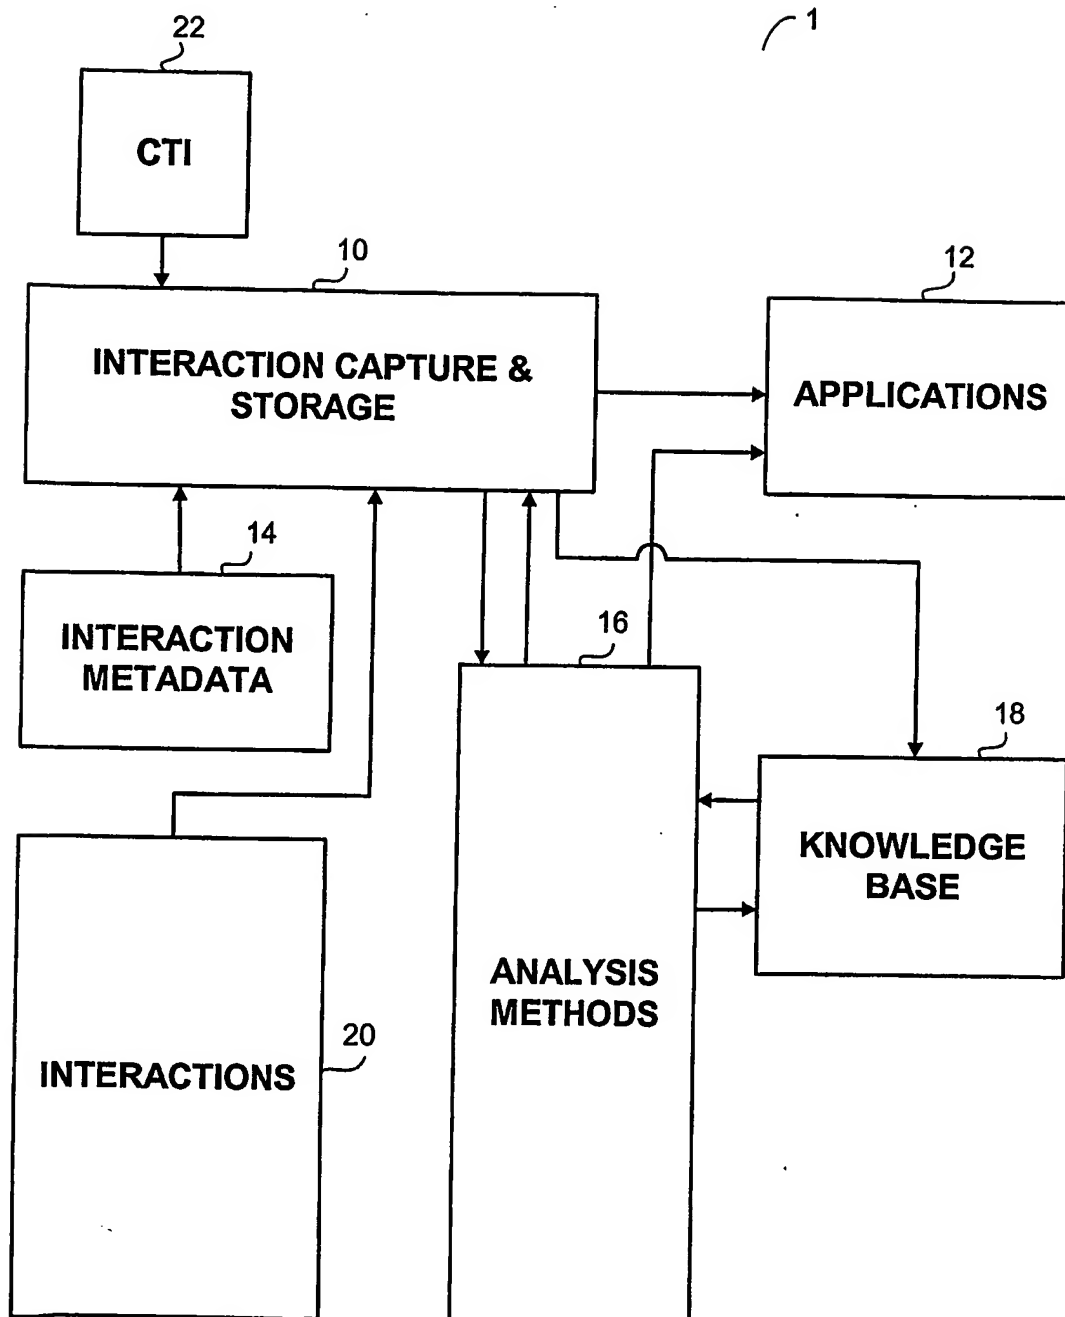 22
1
CTI
10
12
INTERACTION CAPTURE &
STORAGE
APPLICATIONS
14
INTERACTION
METADATA
16
18
KNOWLEDGE
BASE
ANALYSIS
METHODS
20
INTERACTIONS